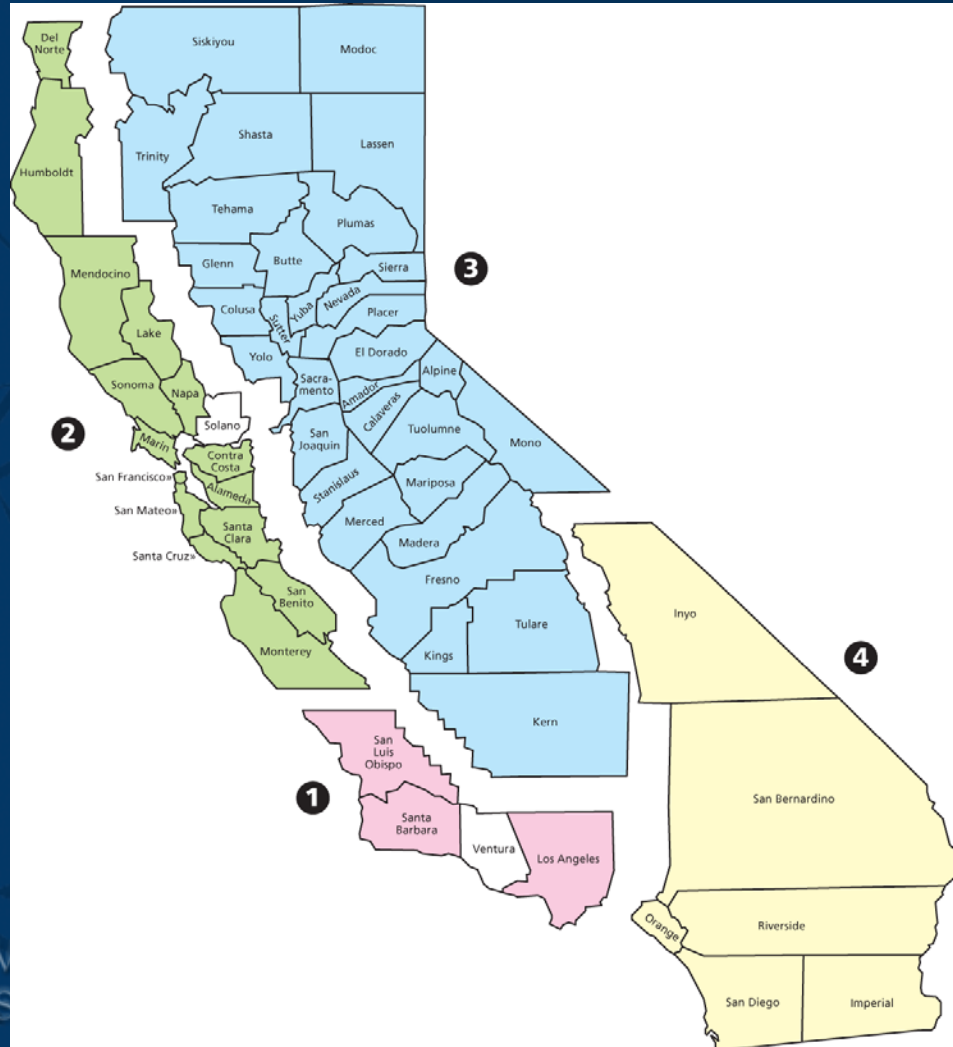 Del
Norte
Siskiyou
Modoc
Humboldt
Trinity
Shasta
Lassen
Tehama
Plumas
Mendocino
Glenn
Butte
Sierra
3
Lake
Colusa
Sutter
Yuba
Nevada
Placer
Yolo
El Dorado
Sonoma
Napa
Sacra-
mento
Amador
Alpine
Solano
Calaveras
2
Marin
San
Joaquin
Tuolumne
Mono
Contra
Costa
San Francisco»
Alameda
Stanislaus
Mariposa
San Mateo»
Santa
Clara
Merced
Madera
Santa Cruz»
Fresno
San
Benito
Inyo
Monterey
Kings
Tulare
4
San
Luis
Obispo
Kern
1
San Bernardino
Santa
Barbara
Ventura
Los Angeles
Orange
Riverside
San Diego
Imperial